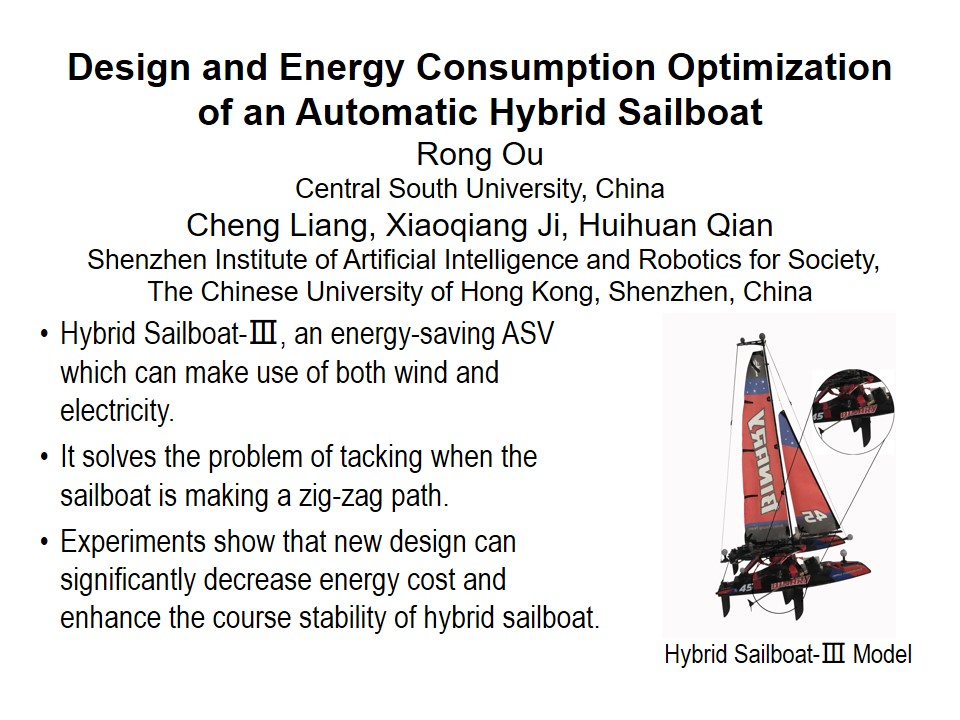 Design and Energy Consumption Optimization
of an Automatic Hybrid Sailboat
Rong Ou
Central South University, China
Cheng Liang, Xiaoqiang Ji, Huihuan Qian
Shenzhen Institute of Artificial Intelligence and Robotics for Society,
The Chinese University of Hong Kong, Shenzhen, China
• Hybrid Sailboat-Ⅲ, an energy-saving ASV
which can make use of both wind and
electricity.
• It solves the problem of tacking when the
sailboat is making a zig-zag path.
• Experiments show that new design can
significantly decrease energy cost and
enhance the course stability of hybrid sailboat.
BINARY
45
45
45
Hybrid Sailboat-Ⅲ Model